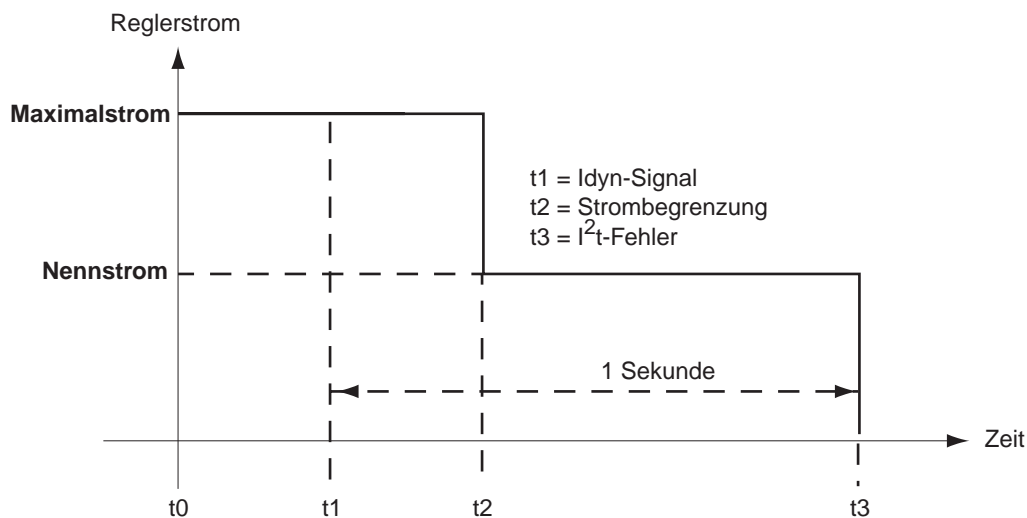 Reglerstrom
Maximalstrom
t1 = Idyn-Signal
t2 = Strombegrenzung
t3 = I²t-Fehler
Nennstrom
1 Sekunde
Zeit
t0 t1 t2 t3